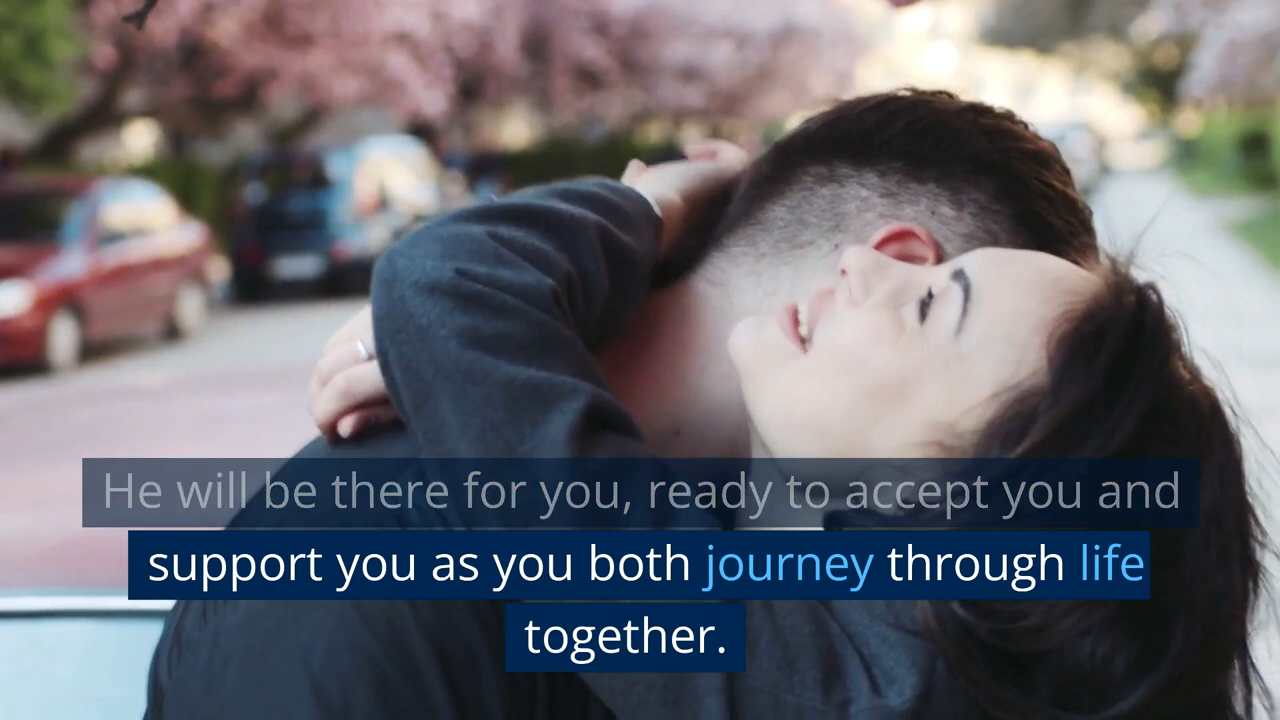 He will be there for you, ready to accept you and
support you as you both journey through life
together.